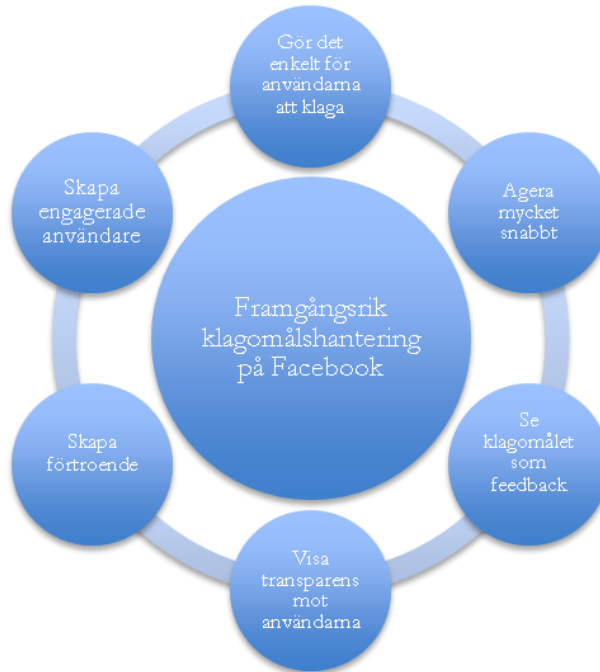 Gör det
enkelt för
användarna
att klaga
Agera
mycket
snabbt
Se
klagomålet
som
feedback
Visa
transparens
mot
användarna
Skapa
förtroende
Skapa
engagerade
användare
Framgångsrik
klagomålshantering
på Facebook